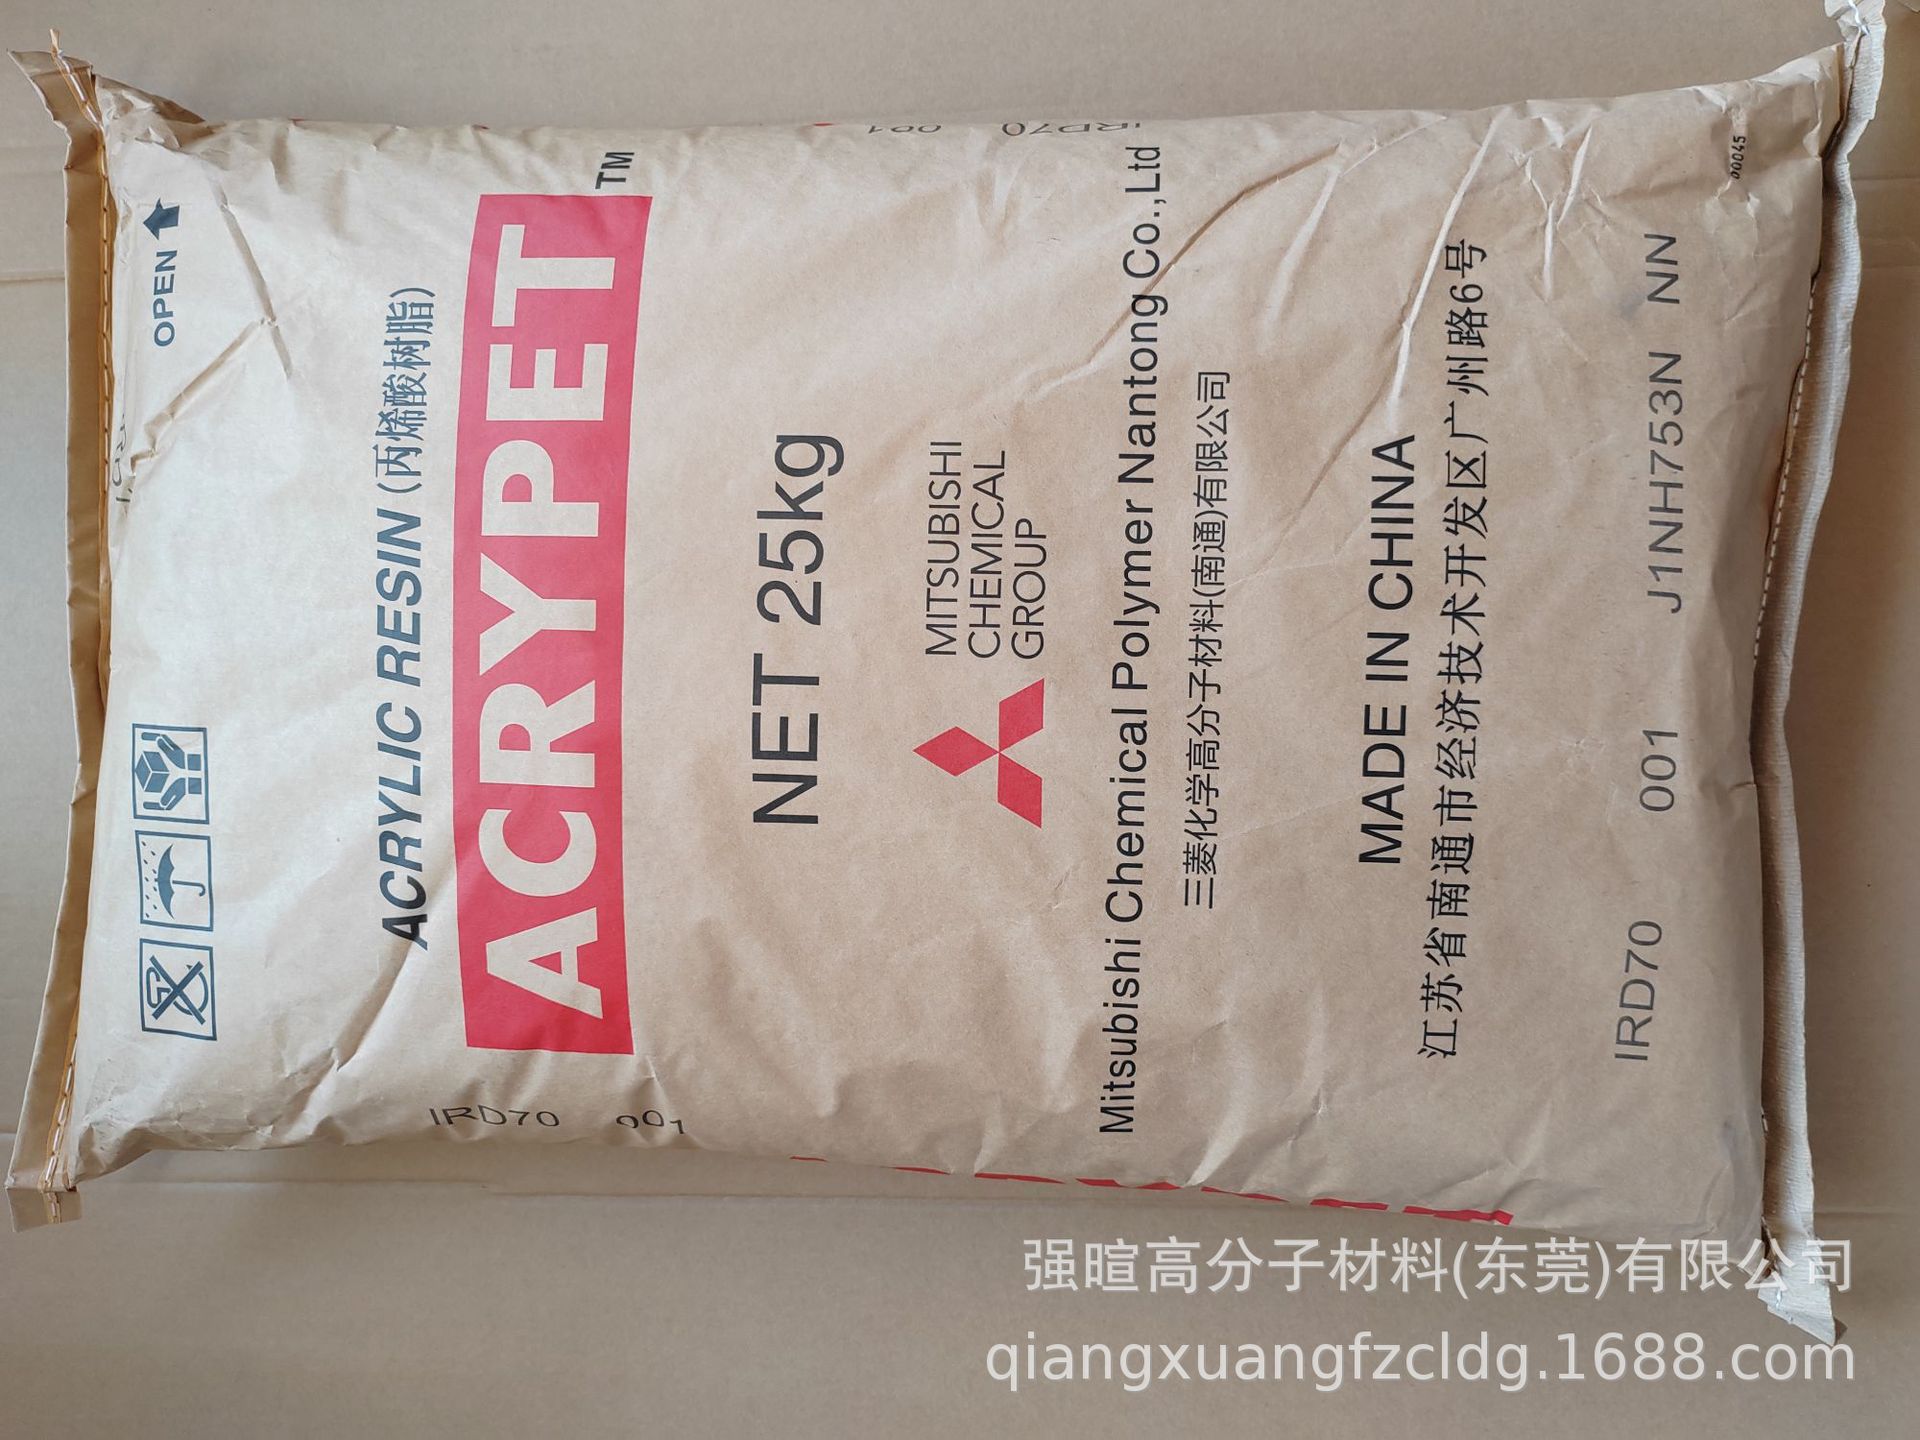 OPEN
ACRYLIC RESIN (丙烯酸树脂)
ACRYPET TM
NET 25kg
MITSUBISHI
CHEMICAL
GROUP
Mitsubishi Chemical Polymer Nantong Co.,Ltd
三菱化学高分子材料(南通)有限公司
MADE IN CHINA
江苏省南通市经济技术开发区广州路6号
IRD70 001 J1NH753N NN
00045
IRD70 001
IRD70 001
强暄高分子材料(东莞)有限公司
qiangxuangfzcldg.1688.com